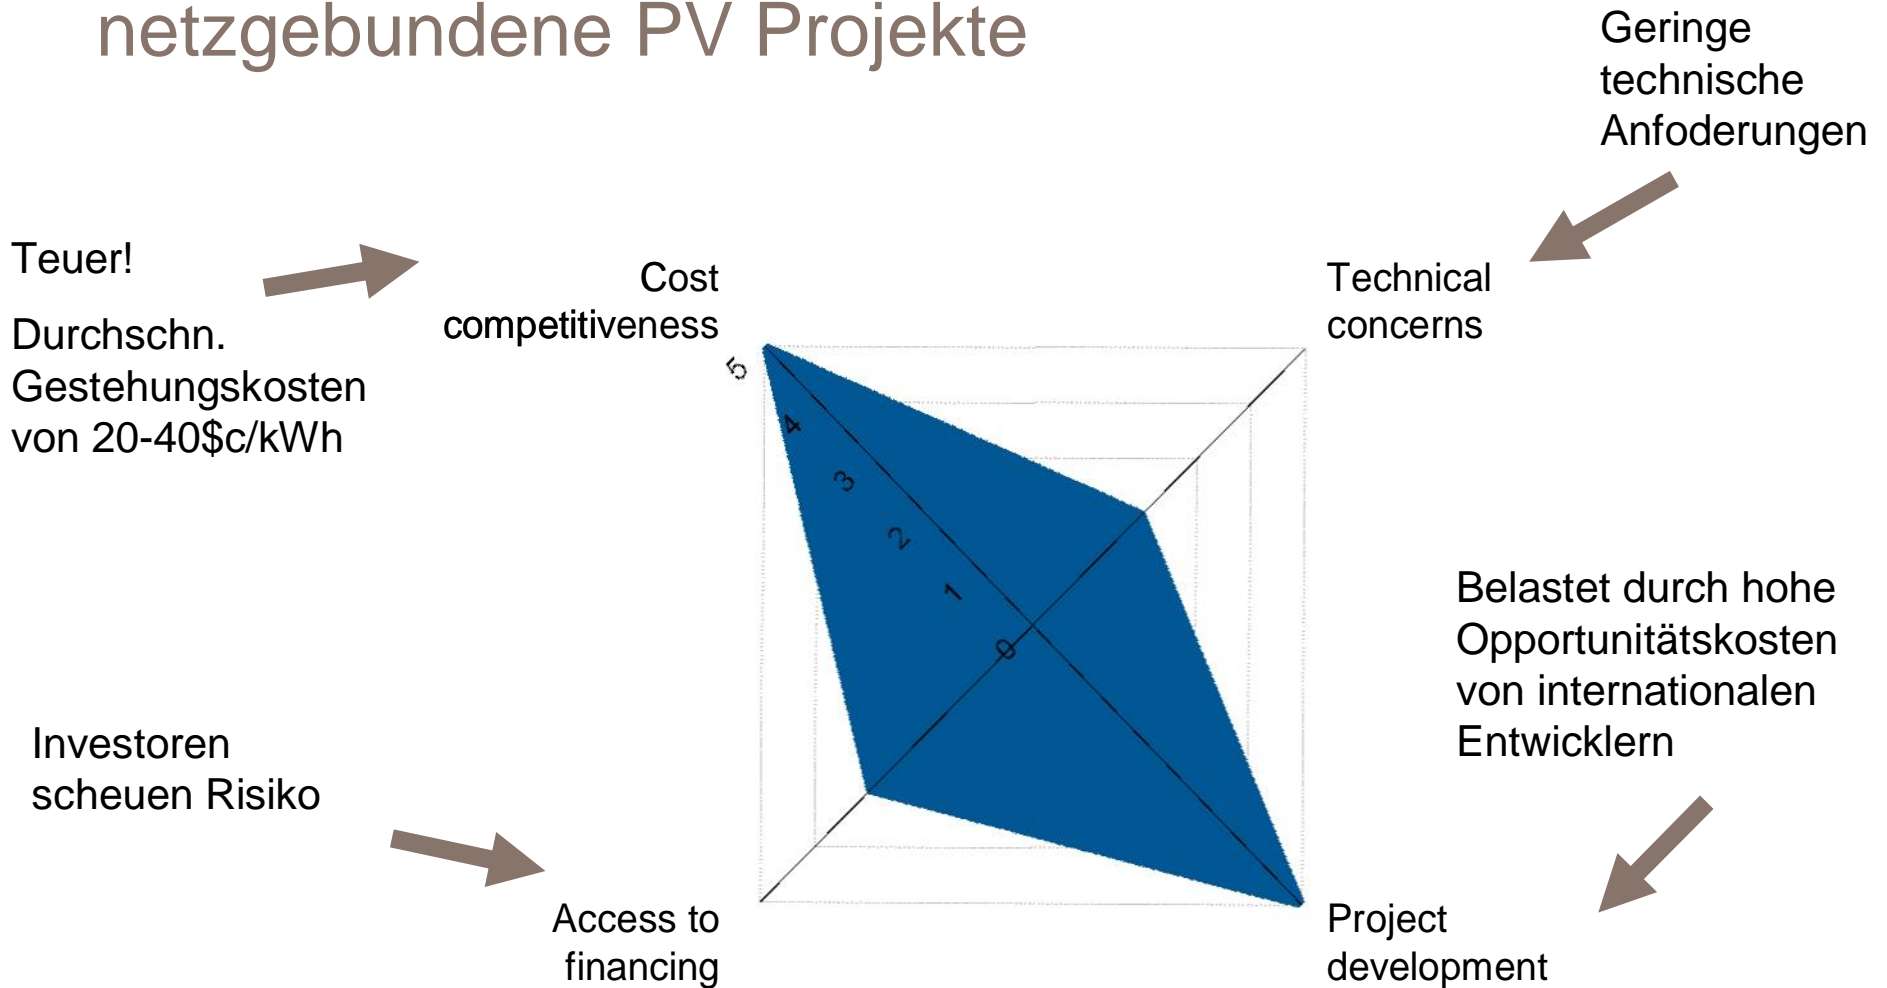 netzgebundene PV Projekte
Geringe
technische
Anfoderungen
Teuer!
Durchschn.
Gestehungskosten
von 20-40$c/kWh
Cost
competitiveness
Technical
concerns
5
4
3
2
1
0
Belastet durch hohe
Opportunitätskosten
von internationalen
Entwicklern
Investoren
scheuen Risiko
Access to
financing
Project
development